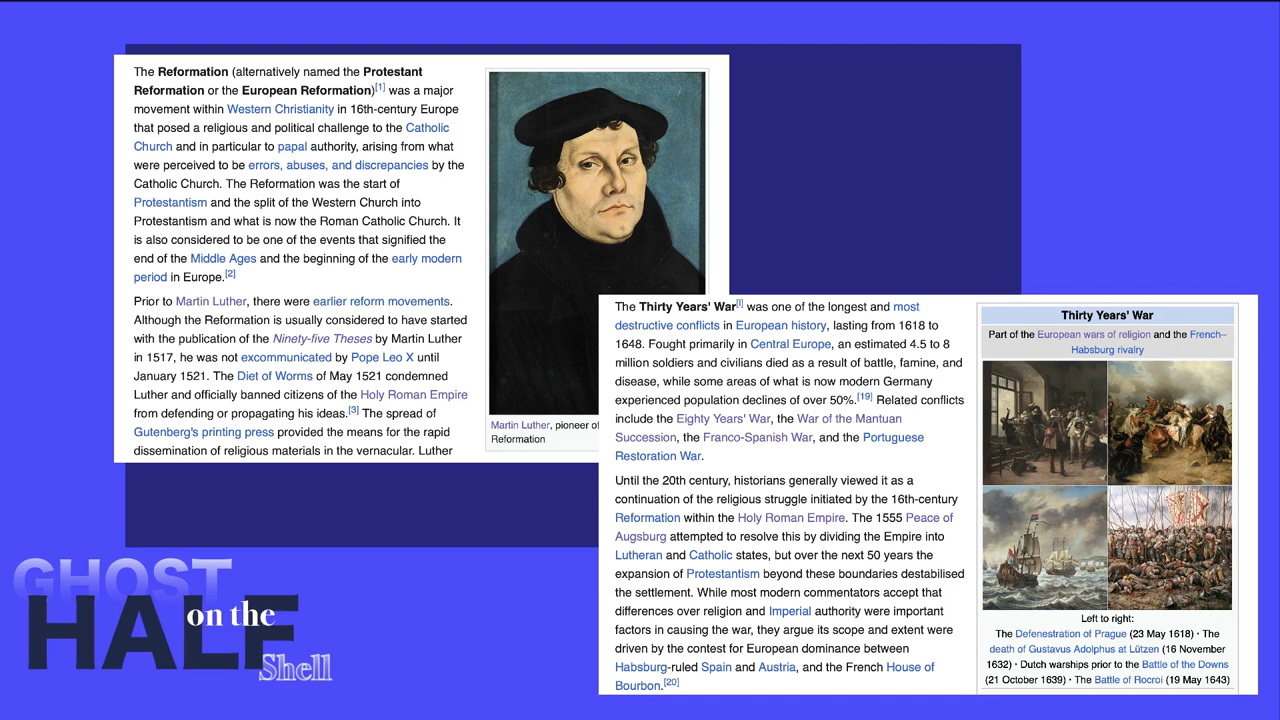 The Reformation (alternatively named the Protestant
Reformation or the European Reformation)[1] was a major
movement within Western Christianity in 16th-century Europe
that posed a religious and political challenge to the Catholic
Church and in particular to papal authority, arising from what
were perceived to be errors, abuses, and discrepancies by the
Catholic Church. The Reformation was the start of
Protestantism and the split of the Western Church into
Protestantism and what is now the Roman Catholic Church. It
is also considered to be one of the events that signified the
end of the Middle Ages and the beginning of the early modern
period in Europe.[2]
Prior to Martin Luther, there were earlier reform movements.
Although the Reformation is usually considered to have started
with the publication of the Ninety-five Theses by Martin Luther
in 1517, he was not excommunicated by Pope Leo X until
January 1521. The Diet of Worms of May 1521 condemned
Luther and officially banned citizens of the Holy Roman Empire
from defending or propagating his ideas.[3] The spread of
Gutenberg's printing press provided the means for the rapid
dissemination of religious materials in the vernacular. Luther
Martin Luther, pioneer of
Reformation
The Thirty Years' War[l] was one of the longest and most
destructive conflicts in European history, lasting from 1618 to
1648. Fought primarily in Central Europe, an estimated 4.5 to 8
million soldiers and civilians died as a result of battle, famine, and
disease, while some areas of what is now modern Germany
experienced population declines of over 50%.[19] Related conflicts
include the Eighty Years' War, the War of the Mantuan
Succession, the Franco-Spanish War, and the Portuguese
Restoration War.
Until the 20th century, historians generally viewed it as a
continuation of the religious struggle initiated by the 16th-century
Reformation within the Holy Roman Empire. The 1555 Peace of
Augsburg attempted to resolve this by dividing the Empire into
Lutheran and Catholic states, but over the next 50 years the
expansion of Protestantism beyond these boundaries destabilised
the settlement. While most modern commentators accept that
differences over religion and Imperial authority were important
factors in causing the war, they argue its scope and extent were
driven by the contest for European dominance between
Habsburg-ruled Spain and Austria, and the French House of
Bourbon.[20]
Thirty Years' War
Part of the European wars of religion and the French–
Habsburg rivalry
Left to right:
The Defenestration of Prague (23 May 1618) • The
death of Gustavus Adolphus at Lützen (16 November
1632) • Dutch warships prior to the Battle of the Downs
(21 October 1639) • The Battle of Rocroi (19 May 1643)
GHOST
HALF
on the
Shell